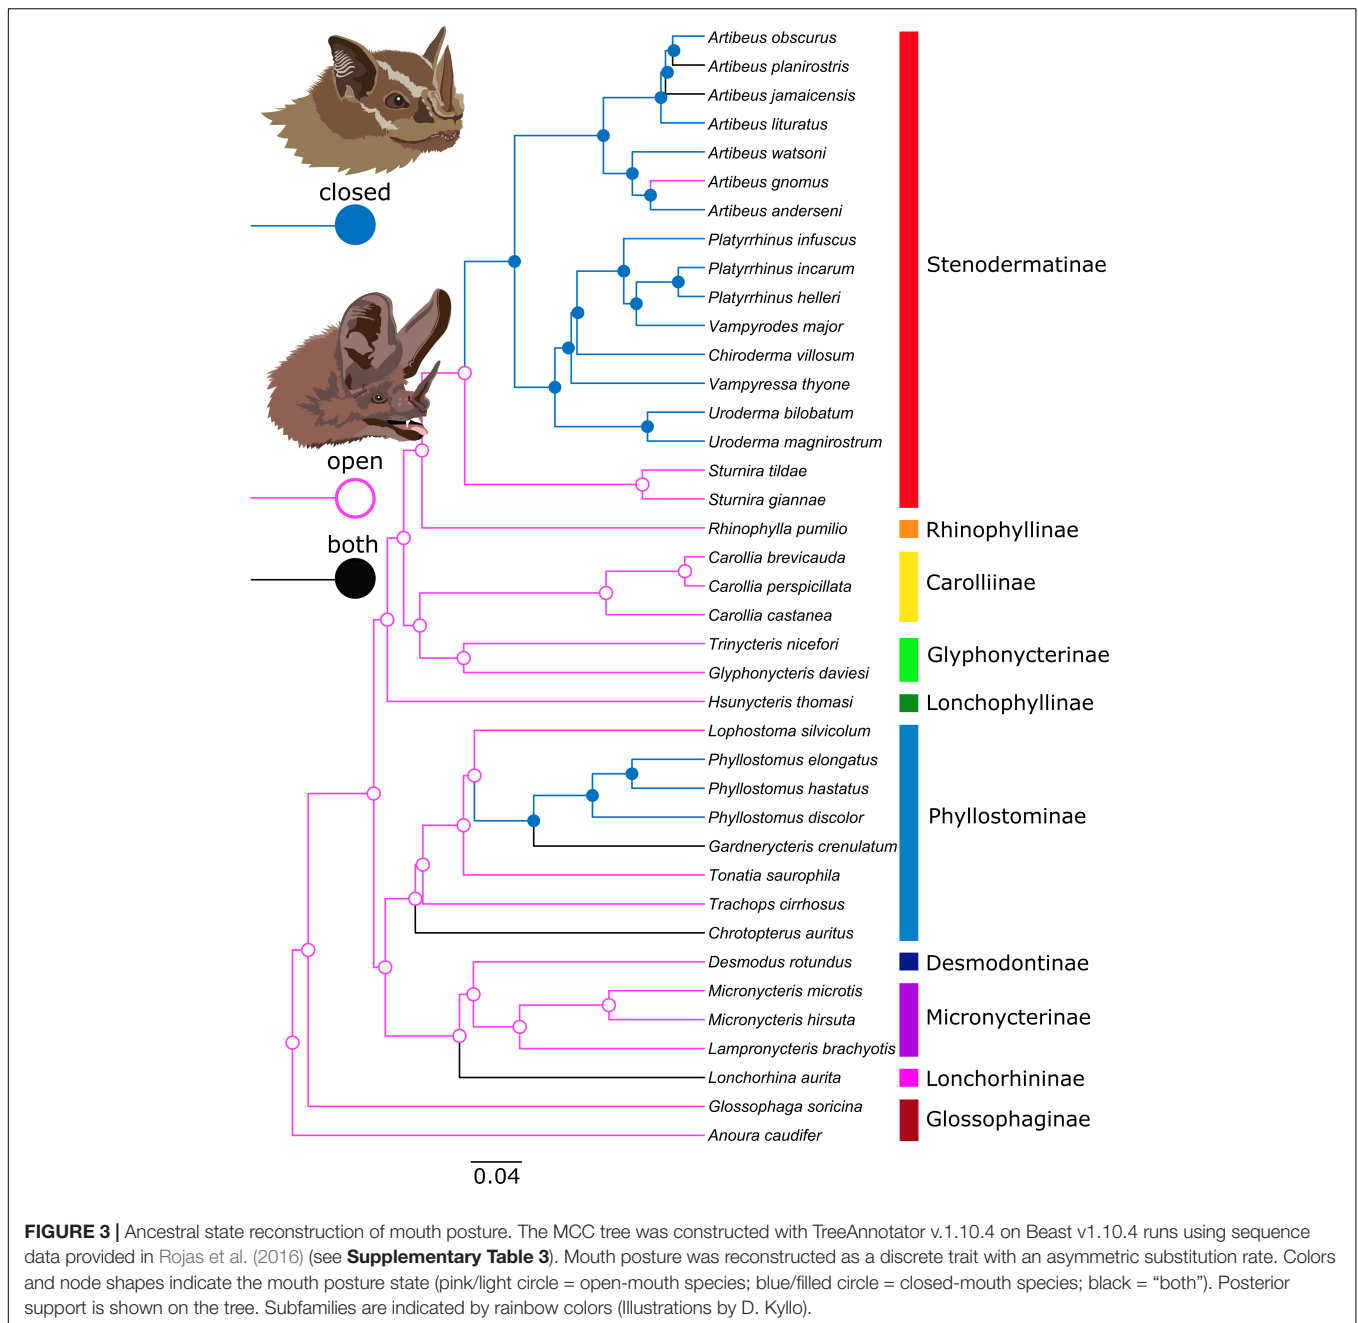 closed
open
both
Artibeus obscurus
Artibeus planirostris
Artibeus jamaicensis
Artibeus lituratus
Artibeus watsoni
Artibeus gnomus
Artibeus anderseni
Platyrrhinus infuscus
Platyrrhinus incarum
Platyrrhinus helleri
Vampyrodes major
Chiroderma villosum
Vampyressa thyone
Uroderma bilobatum
Uroderma magnirostrum
Sturnira tildae
Sturnira giannae
Rhinophylla pumilio
Carollia brevicauda
Carollia perspicillata
Carollia castanea
Trinycteris nicefori
Glyphonycteris daviesi
Hsunycteris thomasi
Lophostoma silvicolum
Phyllostomus elongatus
Phyllostomus hastatus
Phyllostomus discolor
Gardnerycteris crenulatum
Tonatia saurophila
Trachops cirrhosus
Chrotopterus auritus
Desmodus rotundus
Micronycteris microtis
Micronycteris hirsuta
Lampronycteris brachyotis
Lonchorhina aurita
Glossophaga soricina
Anoura caudifer
Stenodermatinae
Rhinophyllinae
Carolliinae
Glyphonycterinae
Lonchophyllinae
Phyllostominae
Desmodontinae
Micronycterinae
Lonchorhininae
Glossophaginae
0.04
FIGURE 3 | Ancestral state reconstruction of mouth posture. The MCC tree was constructed with TreeAnnotator v.1.10.4 on Beast v1.10.4 runs using sequence
data provided in Rojas et al. (2016) (see Supplementary Table 3). Mouth posture was reconstructed as a discrete trait with an asymmetric substitution rate. Colors
and node shapes indicate the mouth posture state (pink/light circle = open-mouth species; blue/filled circle = closed-mouth species; black = “both”). Posterior
support is shown on the tree. Subfamilies are indicated by rainbow colors (Illustrations by D. Kyllo).